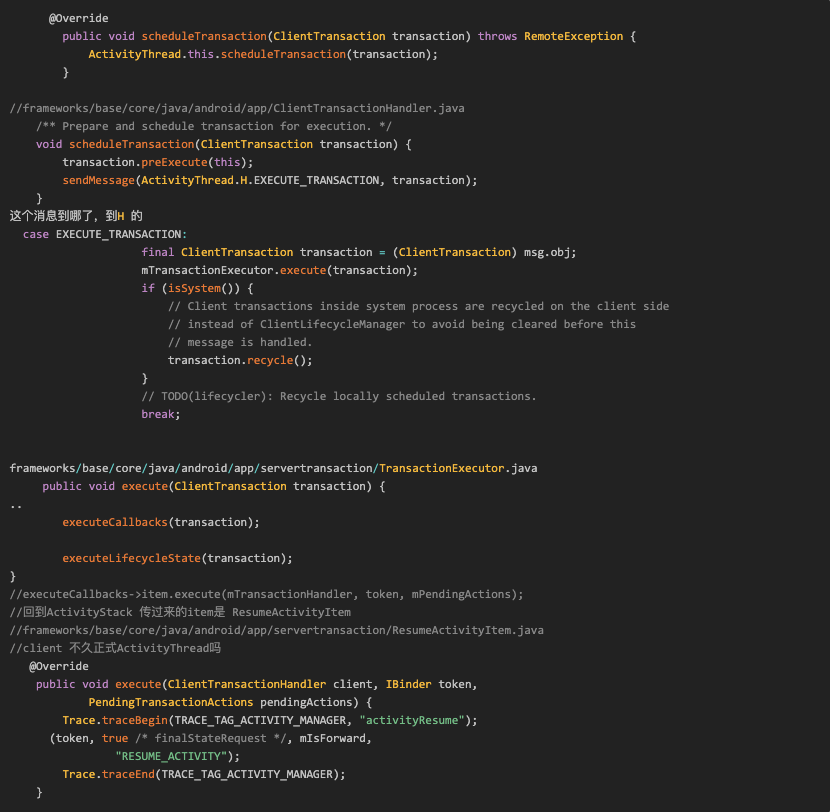 @Override
public void scheduleTransaction(ClientTransaction transaction) throws RemoteException {
ActivityThread.this.scheduleTransaction(transaction);
}
//frameworks/base/core/java/android/app/ClientTransactionHandler.java
/** Prepare and schedule transaction for execution. */
void scheduleTransaction(ClientTransaction transaction) {
transaction.preExecute(this);
sendMessage(ActivityThread.H.EXECUTE_TRANSACTION, transaction);
}
这个消息到哪了，到H 的
case EXECUTE_TRANSACTION:
final ClientTransaction transaction = (ClientTransaction) msg.obj;
mTransactionExecutor.execute(transaction);
if (isSystem()) {
// Client transactions inside system process are recycled on the client side
// instead of ClientLifecycleManager to avoid being cleared before this
// message is handled.
transaction.recycle();
}
// TODO(lifecycler): Recycle locally scheduled transactions.
break;
frameworks/base/core/java/android/app/servertransaction/TransactionExecutor.java
public void execute(ClientTransaction transaction) {
..
executeCallbacks(transaction);
executeLifecycleState(transaction);
}
//executeCallbacks->item.execute(mTransactionHandler, token, mPendingActions);
//回到ActivityStack 传过来的item是 ResumeActivityItem
//frameworks/base/core/java/android/app/servertransaction/ResumeActivityItem.java
//client 不久正式ActivityThread吗
@Override
public void execute(ClientTransactionHandler client, IBinder token,
PendingTransactionActions pendingActions) {
Trace.traceBegin(TRACE_TAG_ACTIVITY_MANAGER, "activityResume");
(token, true /* finalStateRequest */, mIsForward,
"RESUME_ACTIVITY");
Trace.traceEnd(TRACE_TAG_ACTIVITY_MANAGER);
}